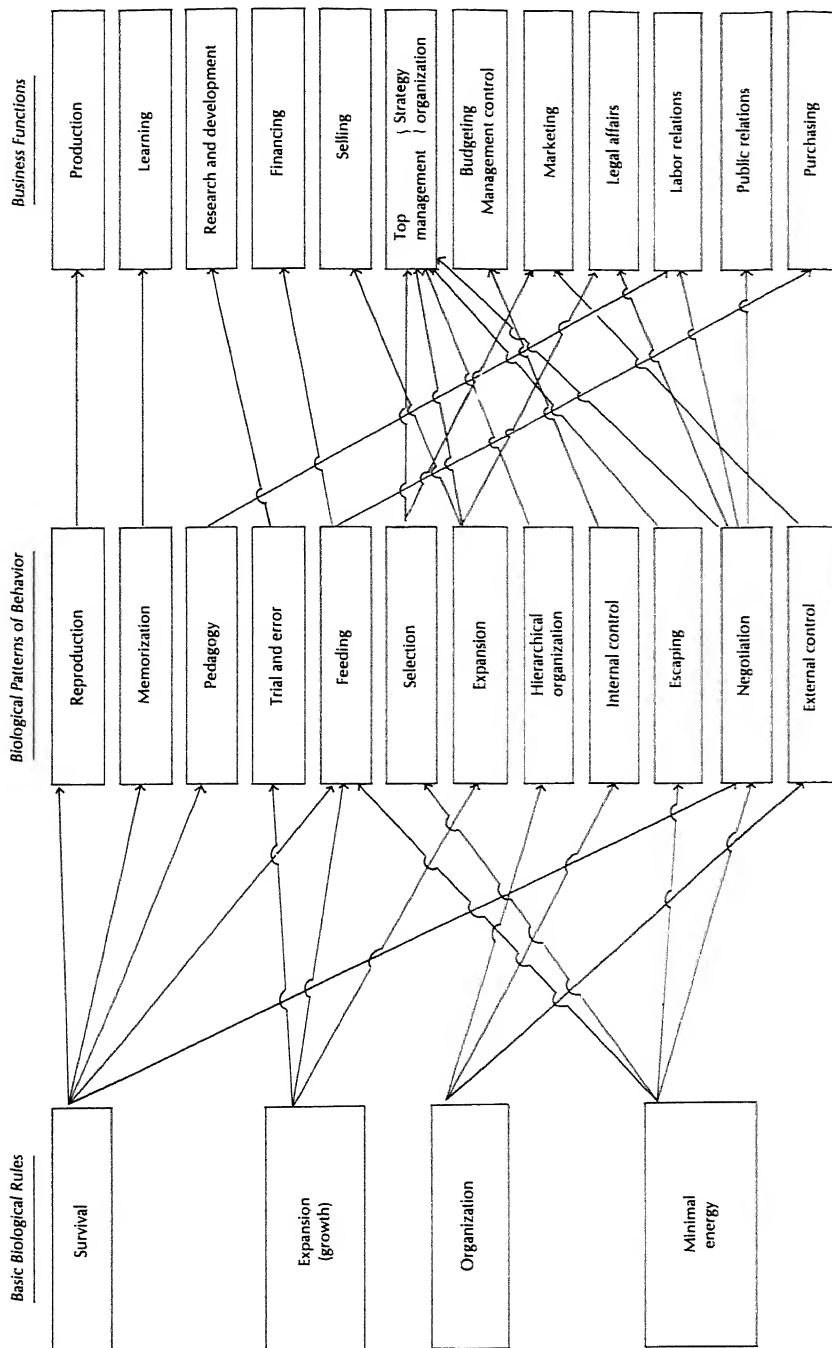 Basic Biological Rules
Survival
Expansion
(growth)
Organization
Minimal
energy
Biological Patterns of Behavior
Reproduction
Memorization
Pedagogy
Trial and error
Feeding
Selection
Expansion
Hierarchical
organization
Internal control
Escaping
Negotiation
External control
Business Functions
Production
Learning
Research and development
Financing
Selling
Top } Strategy
management } organization
Budgeting
Management control
Marketing
Legal affairs
Labor relations
Public relations
Purchasing